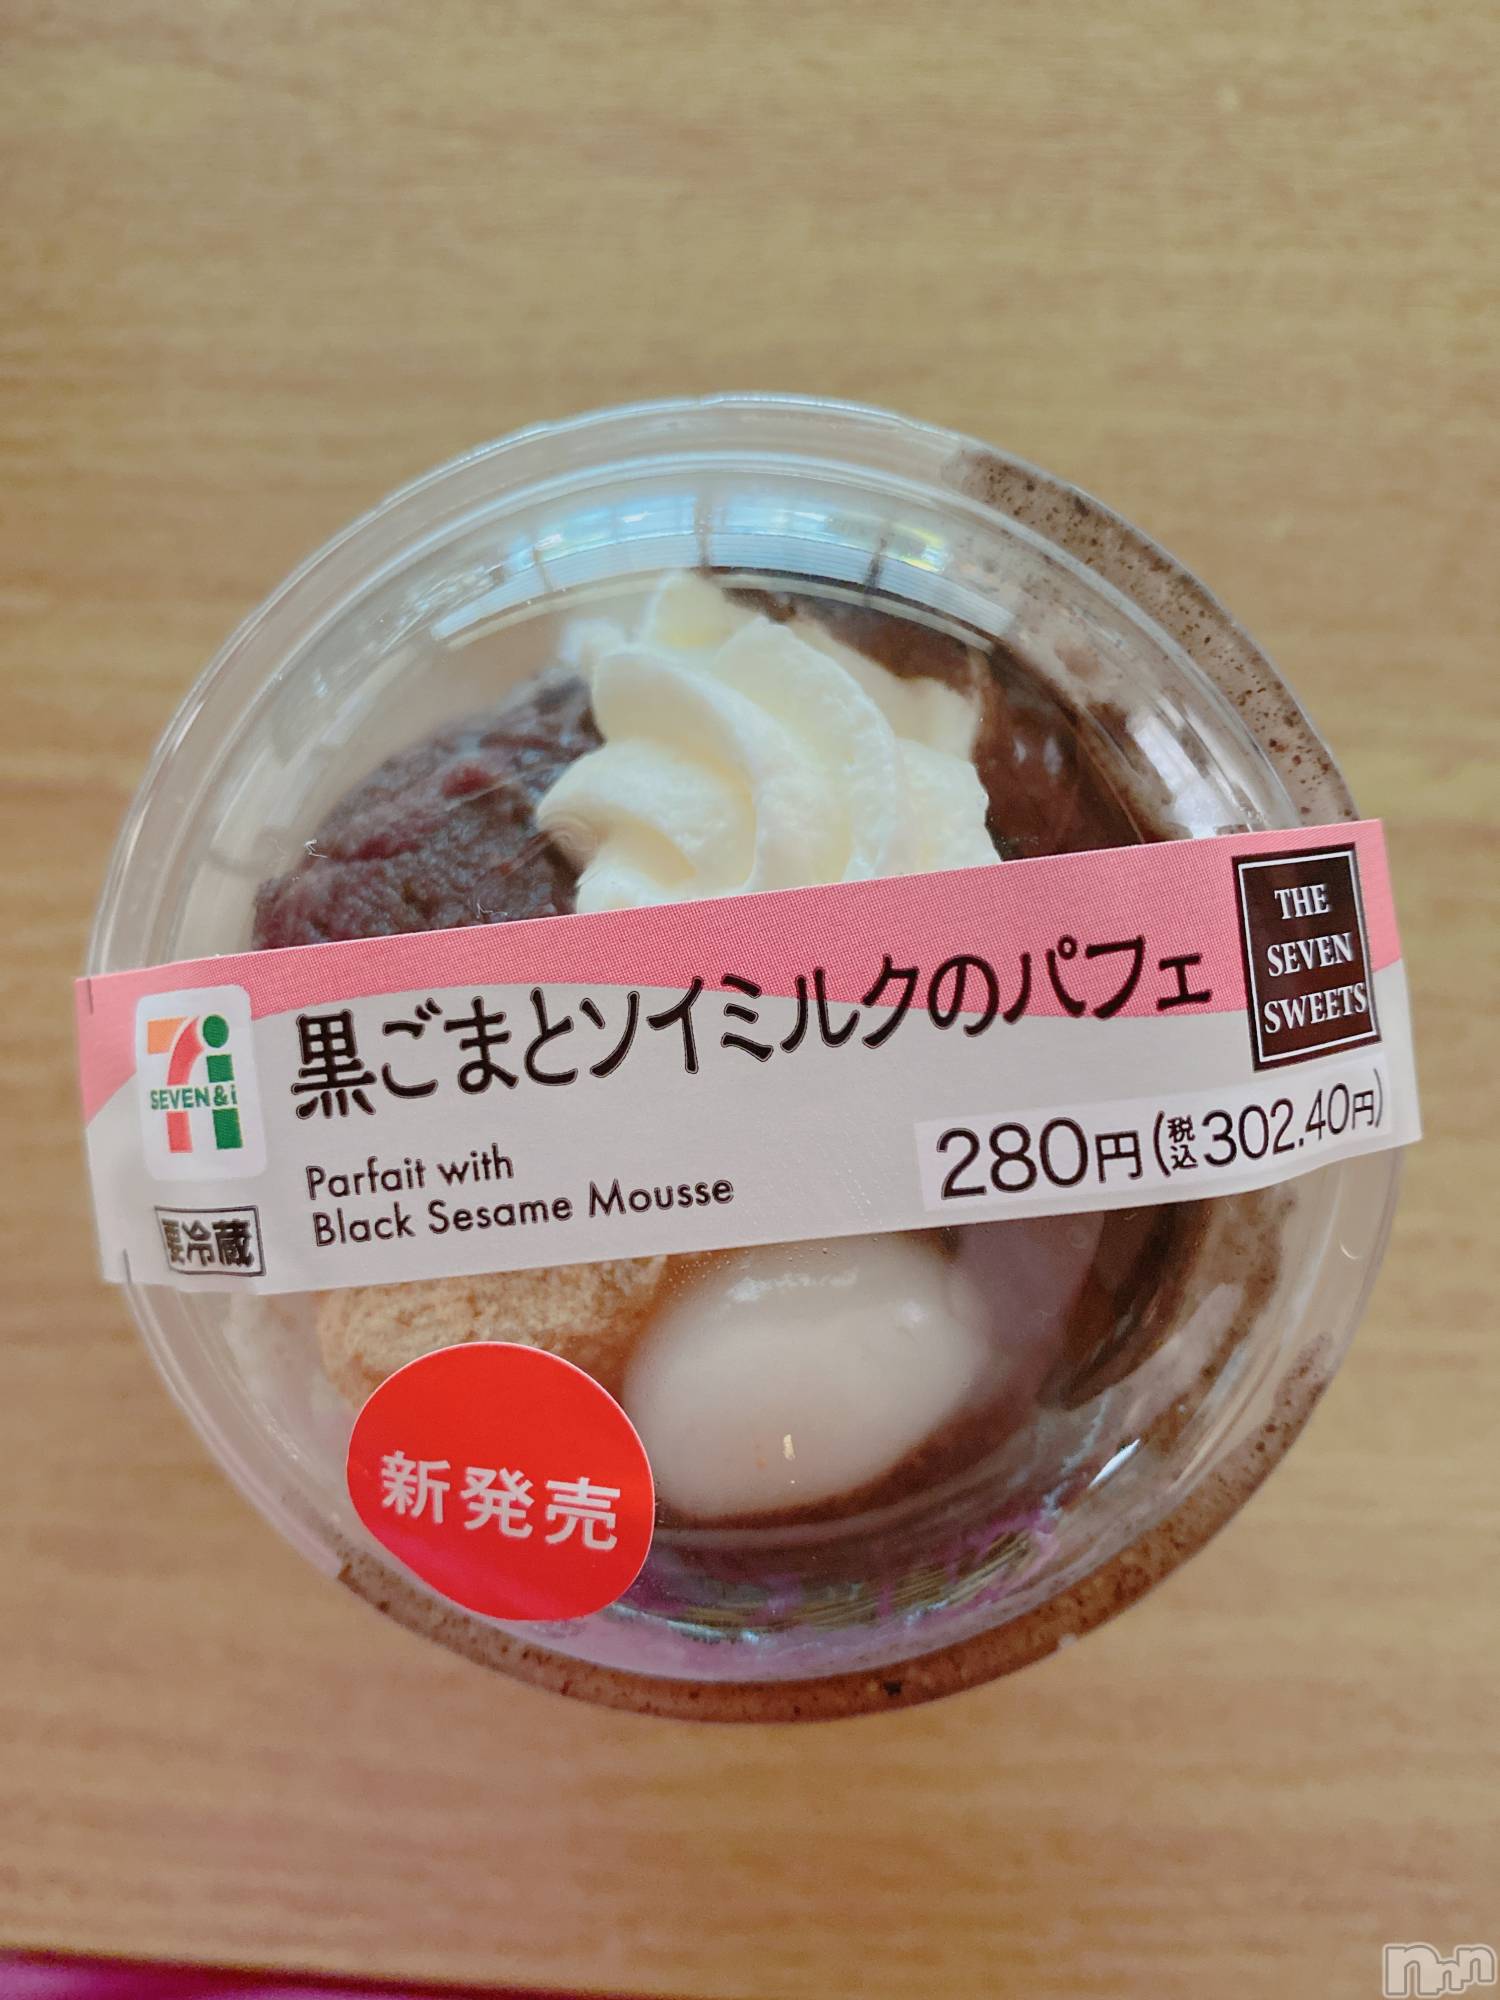 THE
SEVEN
SWEETS
黒ごまとソイミルクのパフェ
SEVEN&i
280円(税込302.40円)
Parfait with
Black Sesame Mousse
要冷蔵
新発売
nnn